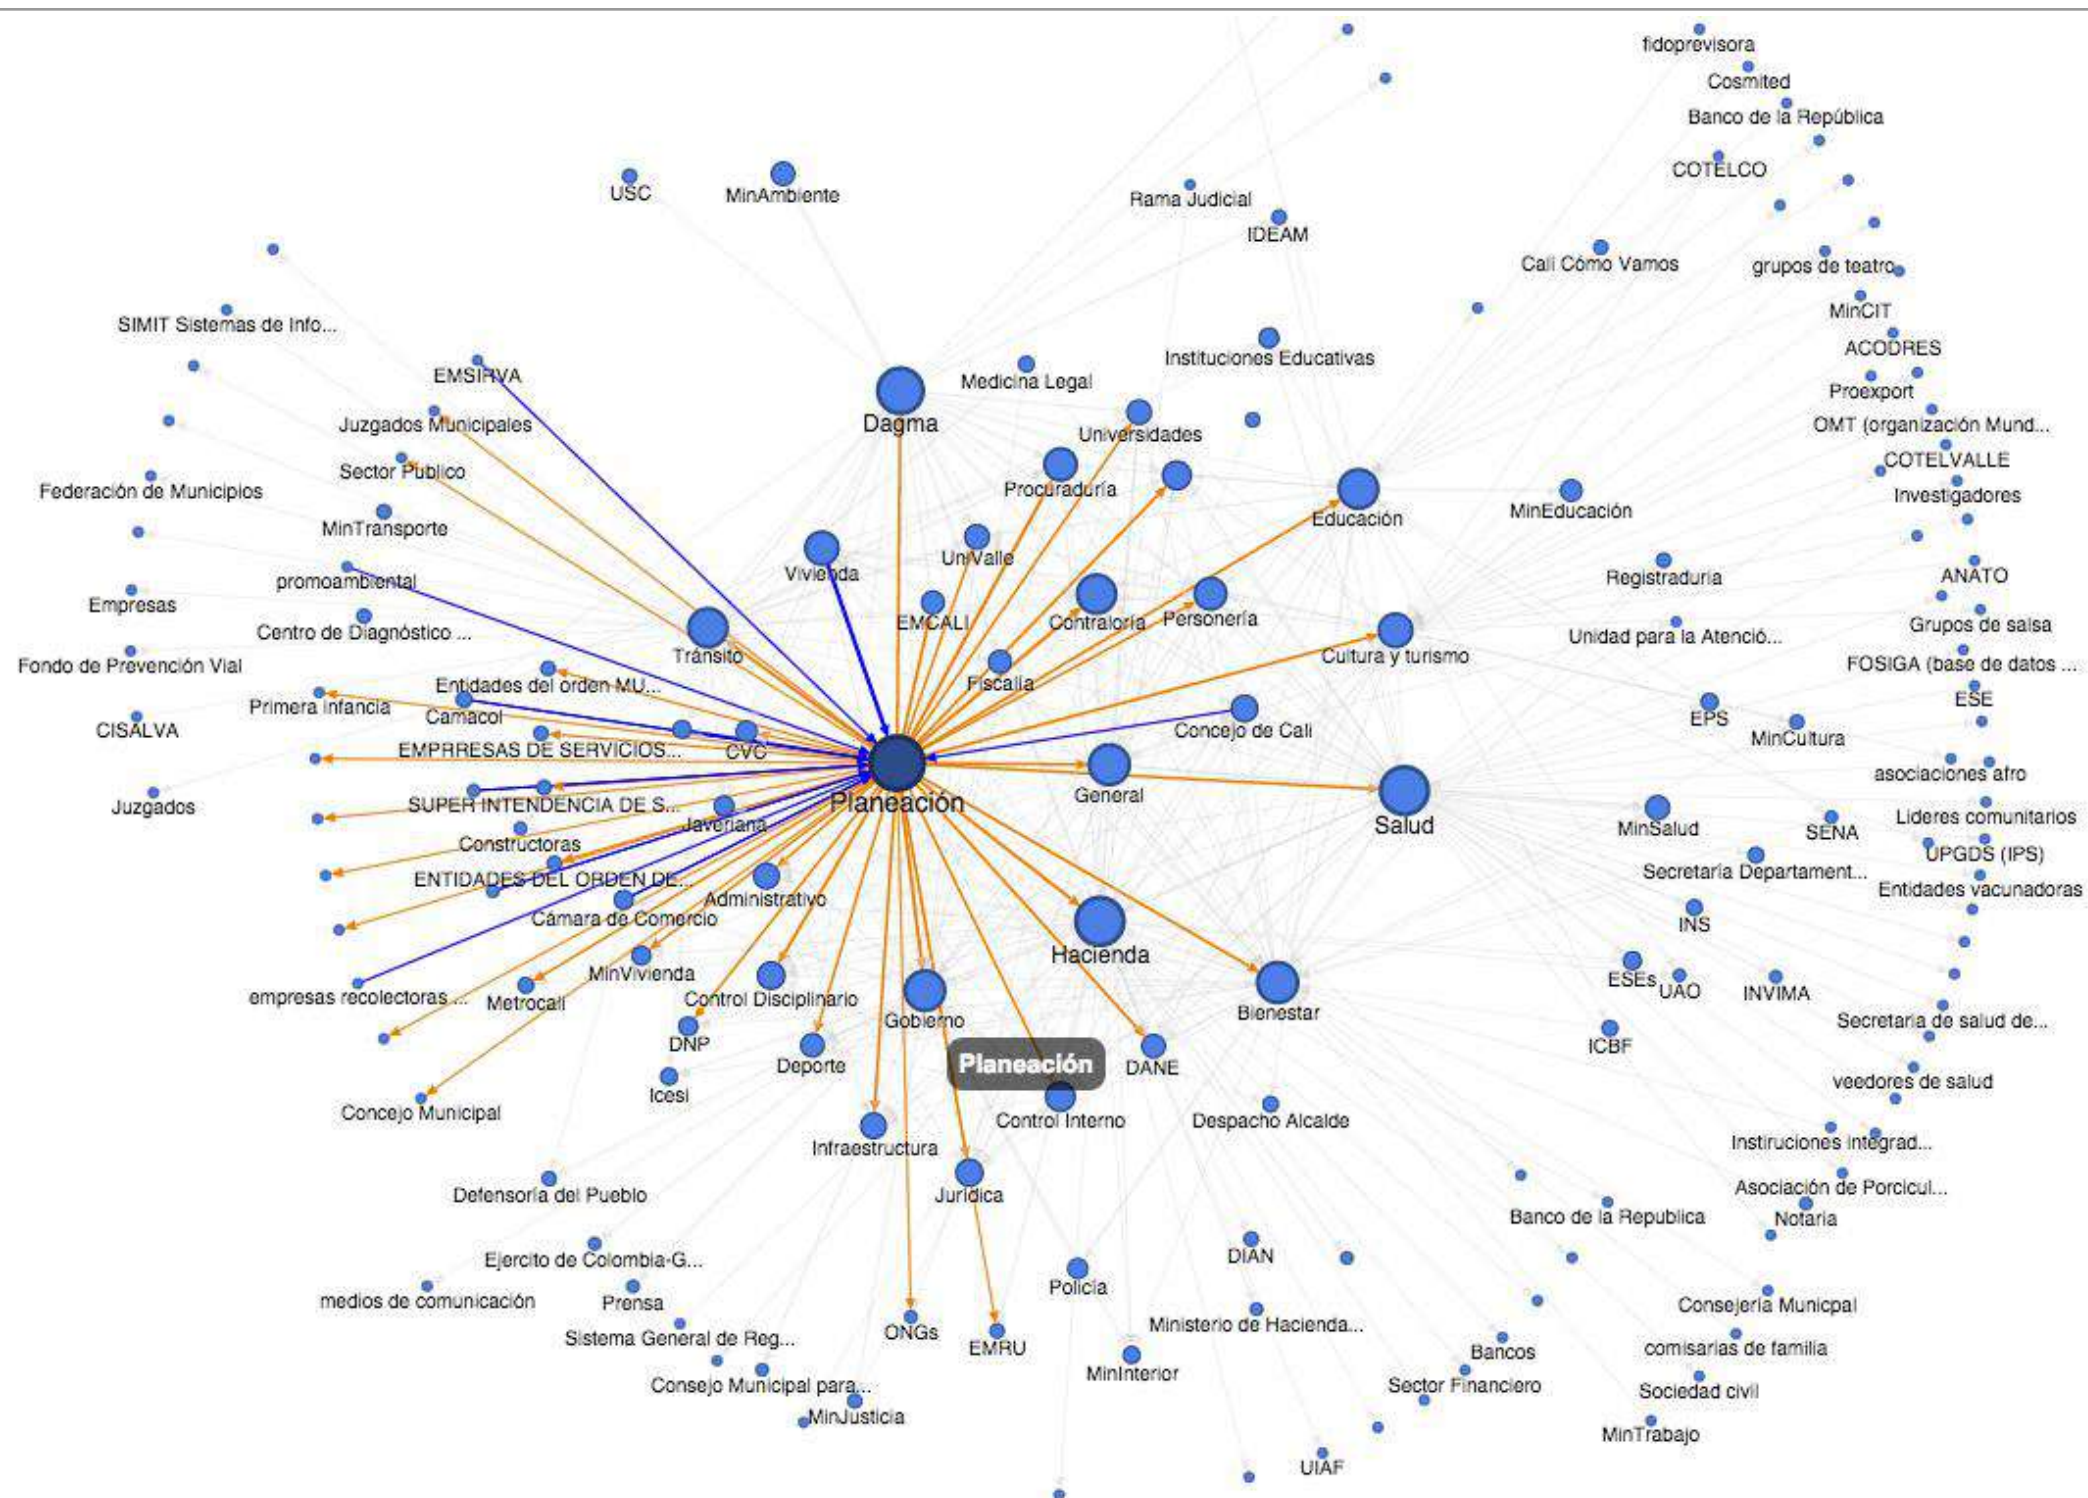 fidoprevisora
Cosmited
Banco de la República
COTELCO
USC
MinAmbiente
Rama Judicial
IDEAM
Cali Cómo Vamos
grupos de teatro
MinCIT
SIMIT Sistemas de Info...
ACODRES
Instituciones Educativas
EMSIRVA
Medicina Legal
Proexport
Juzgados Municipales
Dagma
Universidades
OMT (organización Mund...
COTELVALLE
Sector Publico
Federación de Municipios
Procuraduría
Investigadores
MinTransporte
Educación
MinEducación
UniValle
Vivienda
promoambiental
Registraduria
ANATO
Empresas
Centro de Diagnóstico ...
EMCALI
Contraloría
Personería
Grupos de salsa
Unidad para la Atenció...
Tránsito
Cultura y turismo
Fondo de Prevención Vial
FOSIGA (base de datos ...
Entidades del orden MU...
Fiscalía
ESE
Primera infancia
Camacol
EPS
CISALVA
Concejo de Cali
MinCultura
EMPRRESAS DE SERVICIOS...
CVC
asociaciones afro
General
Juzgados
SUPER INTENDENCIA DE S...
Planeación
Javeriana
Salud
MinSalud
SENA
Lideres comunitarios
Constructoras
UPGDS (IPS)
ENTIDADES DEL ORDEN DE...
Secretaría Departament...
Entidades vacunadoras
Administrativo
Cámara de Comercio
INS
Hacienda
MinVivienda
ESEs
UAO
INVIMA
empresas recolectoras ...
Metrocali
Control Disciplinario
Gobierno
Bienestar
Secretaria de salud de...
DNP
ICBF
Deporte
Planeación
DANE
Icesi
veedores de salud
Concejo Municipal
Control Interno
Despacho Alcalde
Infraestructura
Instiruciones integrad...
Defensoría del Pueblo
Jurídica
Asociación de Porcicul...
Banco de la Republica
Notaria
Ejercito de Colombia-G...
DIAN
Policía
medios de comunicación
Prensa
Consejería Municpal
Ministerio de Hacienda...
ONGs
Sistema General de Reg...
EMRU
Bancos
comisarias de familia
MinInterior
Consejo Municipal para...
Sector Financiero
Sociedad civil
MinJusticia
MinTrabajo
UIAF